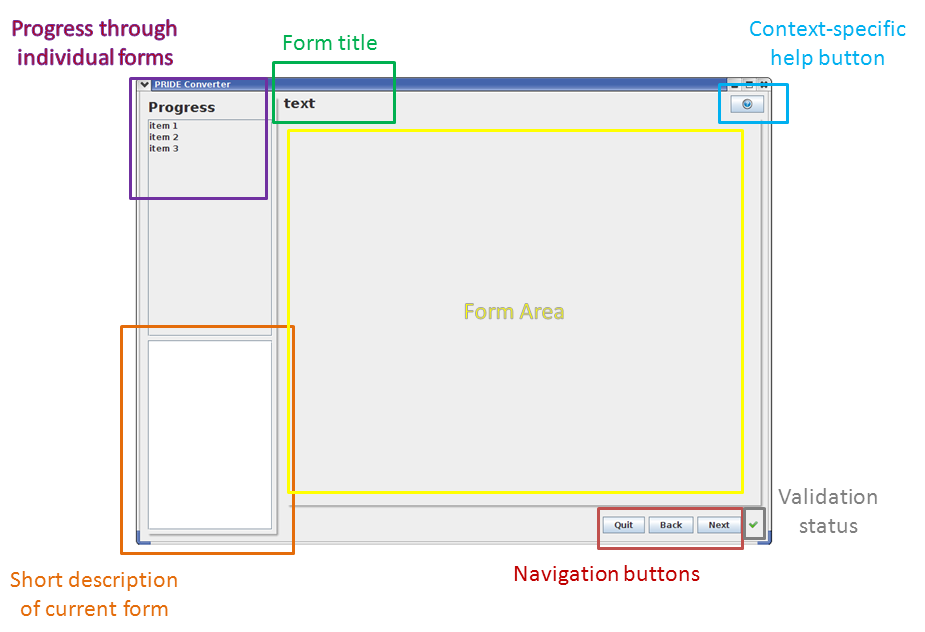 Progress through
individual forms
Form title
Context-specific
help button
PRIDE Converter
Progress
text
item 1
item 2
item 3
Form Area
Validation
status
Quit
Back
Next
Navigation buttons
Short description
of current form